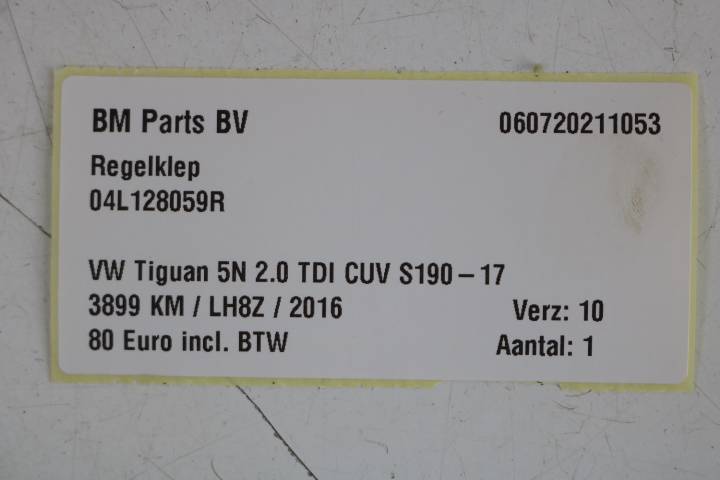 BM Parts BV 060720211053
Regelklep
04L128059R
VW Tiguan 5N 2.0 TDI CUV S190-17
3899 KM / LH8Z / 2016 Verz: 10
80 Euro incl. BTW Aantal: 1